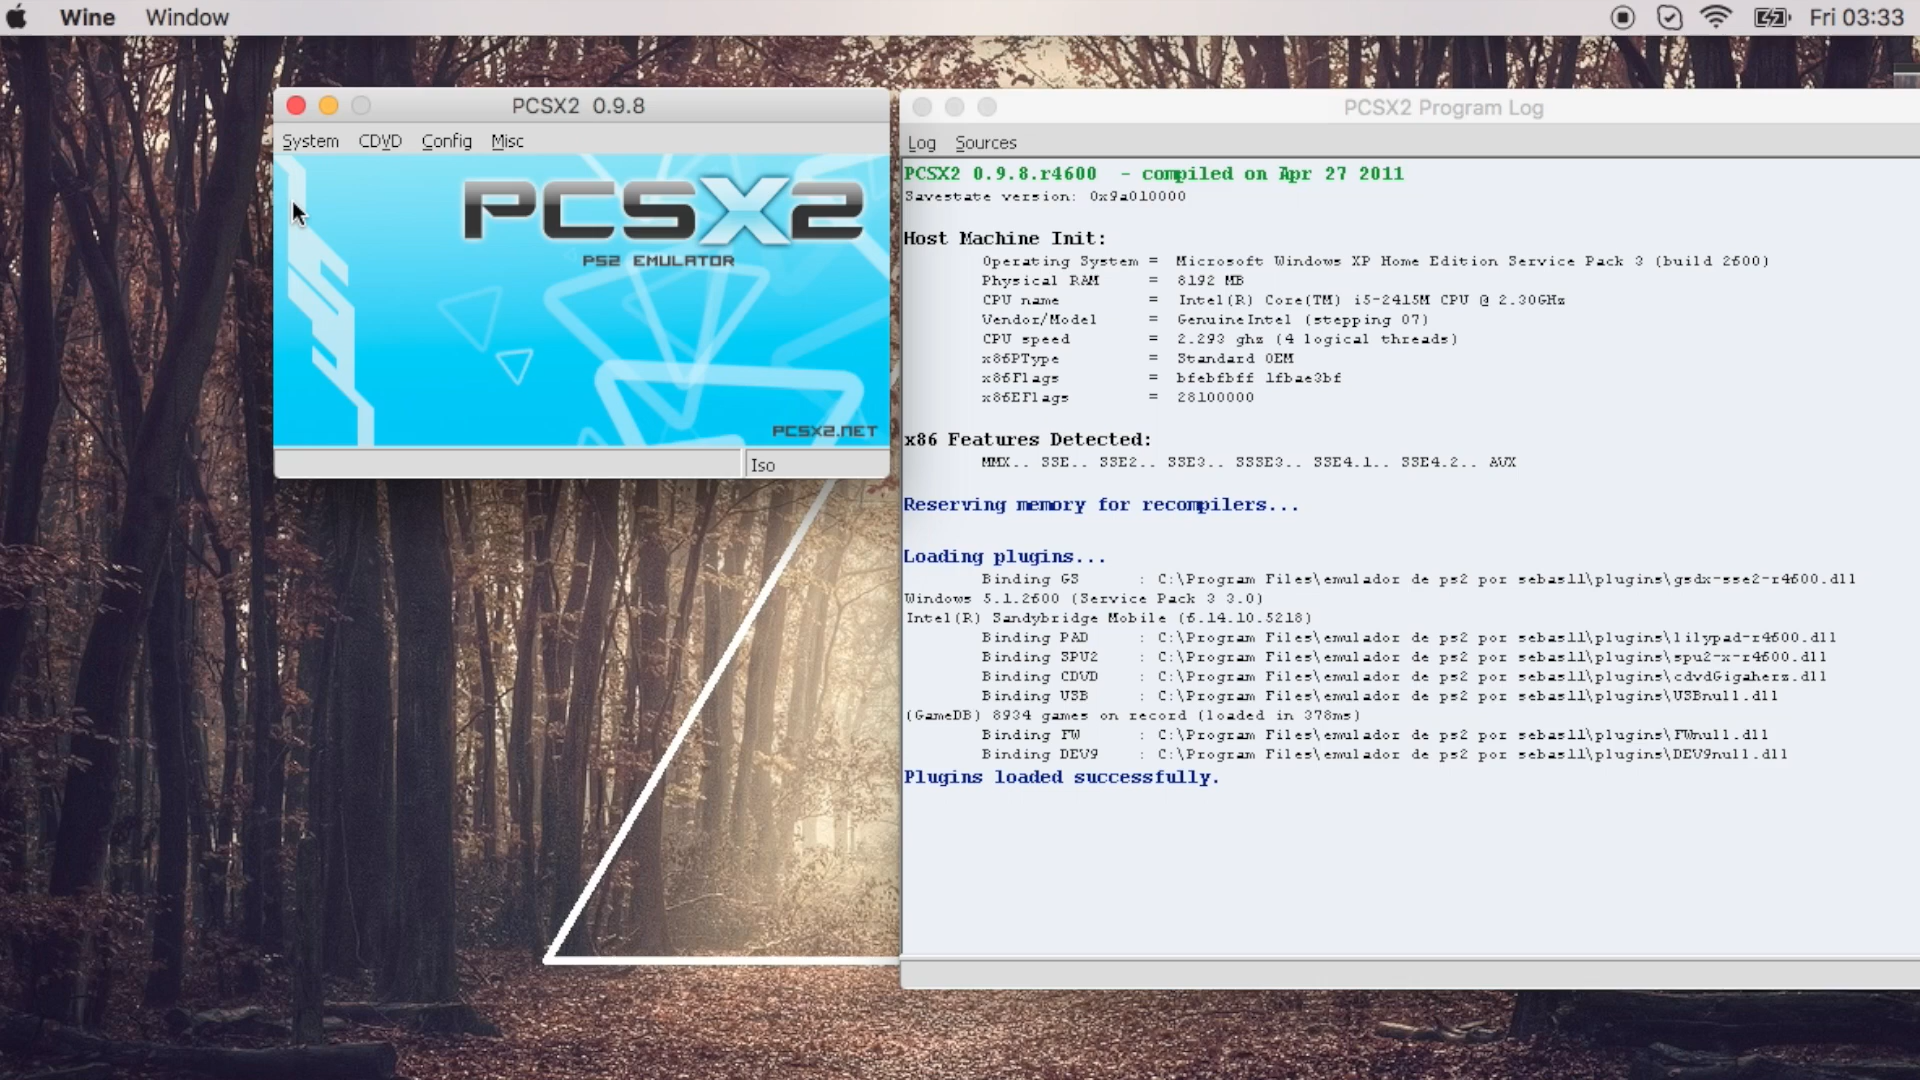 Wine Window Fri 03:33
PCSX2 0.9.8
System CDVD Config Misc
PCSX2
PS2 EMULATOR
PCSX2.NET
Iso
PCSX2 Program Log
Log Sources
PCSX2 0.9.8.r4600 - compiled on Apr 27 2011
Savestate version: 0x9a010000
Host Machine Init:
Operating System = Microsoft Windows XP Home Edition Service Pack 3 (build 2600)
Physical RAM = 8192 MB
CPU name = Intel(R) Core(TM) i5-2415M CPU @ 2.30GHz
Vendor/Model = GenuineIntel (stepping 07)
CPU speed = 2.293 ghz (4 logical threads)
x86PType = Standard OEM
x86Flags = bfebfbff 1fbae3bf
x86EFlags = 28100000
x86 Features Detected:
MMX.. SSE.. SSE2.. SSE3.. SSSE3.. SSE4.1.. SSE4.2.. AVX
Reserving memory for recompilers...
Loading plugins...
Binding GS : C:\Program Files\emulador de ps2 por sebas11\plugins\gsdx-sse2-r4600.dll
Windows 5.1.2600 (Service Pack 3 3.0)
Intel(R) Sandybridge Mobile (6.14.10.5218)
Binding PAD : C:\Program Files\emulador de ps2 por sebas11\plugins\lilypad-r4600.dll
Binding SPU2 : C:\Program Files\emulador de ps2 por sebas11\plugins\spu2-x-r4600.dll
Binding CDVD : C:\Program Files\emulador de ps2 por sebas11\plugins\cdvdGigaherz.dll
Binding USB : C:\Program Files\emulador de ps2 por sebas11\plugins\USBnull.dll
(GameDB) 8934 games on record (loaded in 378ms)
Binding FW : C:\Program Files\emulador de ps2 por sebas11\plugins\FWnull.dll
Binding DEV9 : C:\Program Files\emulador de ps2 por sebas11\plugins\DEV9null.dll
Plugins loaded successfully.